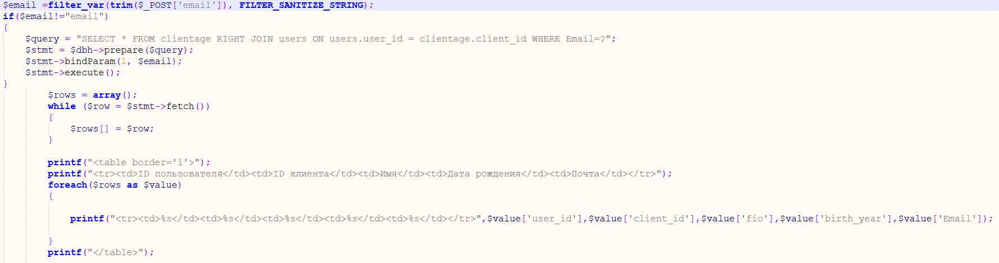 $email =filter_var(trim($_POST['email']), FILTER_SANITIZE_STRING);
if($email!="email")
{
$query = "SELECT * FROM clientage RIGHT JOIN users ON users.user_id = clientage.client_id WHERE Email=?";
$stmt = $dbh->prepare($query);
$stmt->bindParam(1, $email);
$stmt->execute();
}
$rows = array();
while ($row = $stmt->fetch())
{
$rows[] = $row;
}
printf("<table border='1'>");
printf("<tr><td>ID пользователя</td><td>ID клиента</td><td>Имя</td><td>Дата рождения</td><td>Почта</td></tr>");
foreach($rows as $value)
{
printf("<tr><td>%s</td><td>%s</td><td>%s</td><td>%s</td><td>%s</td></tr>",$value['user_id'],$value['client_id'],$value['fio'],$value['birth_year'],$value['Email']);
}
printf("</table>");